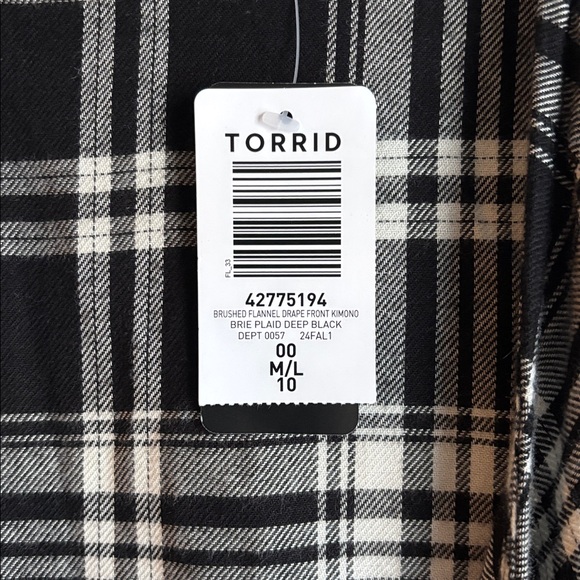 TORRID
FL_33
42775194
BRUSHED FLANNEL DRAPE FRONT KIMONO
BRIE PLAID DEEP BLACK
DEPT 0057 24FAL1
00
M/L
10